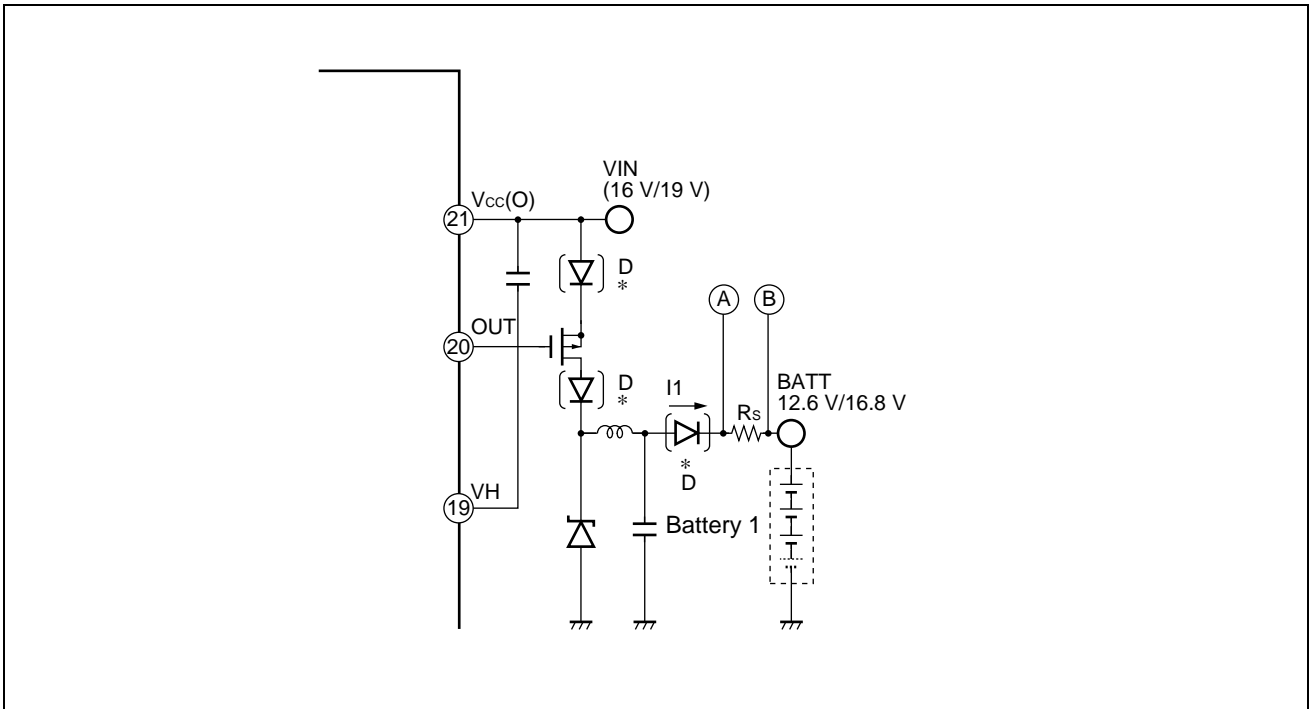 VIN
(16 V/19 V)
21
VCC(O)
D
*
A
B
20
OUT
D
*
I1
BATT
12.6 V/16.8 V
RS
*
D
19
VH
Battery 1